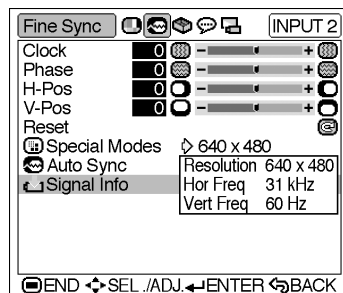 Fine Sync INPUT 2
Clock 0 - +
Phase 0 - +
H-Pos 0 - +
V-Pos 0 - +
Reset
Special Modes 640 x 480
Auto Sync Resolution 640 x 480
Signal Info Hor Freq 31 kHz
Vert Freq 60 Hz
END SEL./ADJ. ENTER BACK